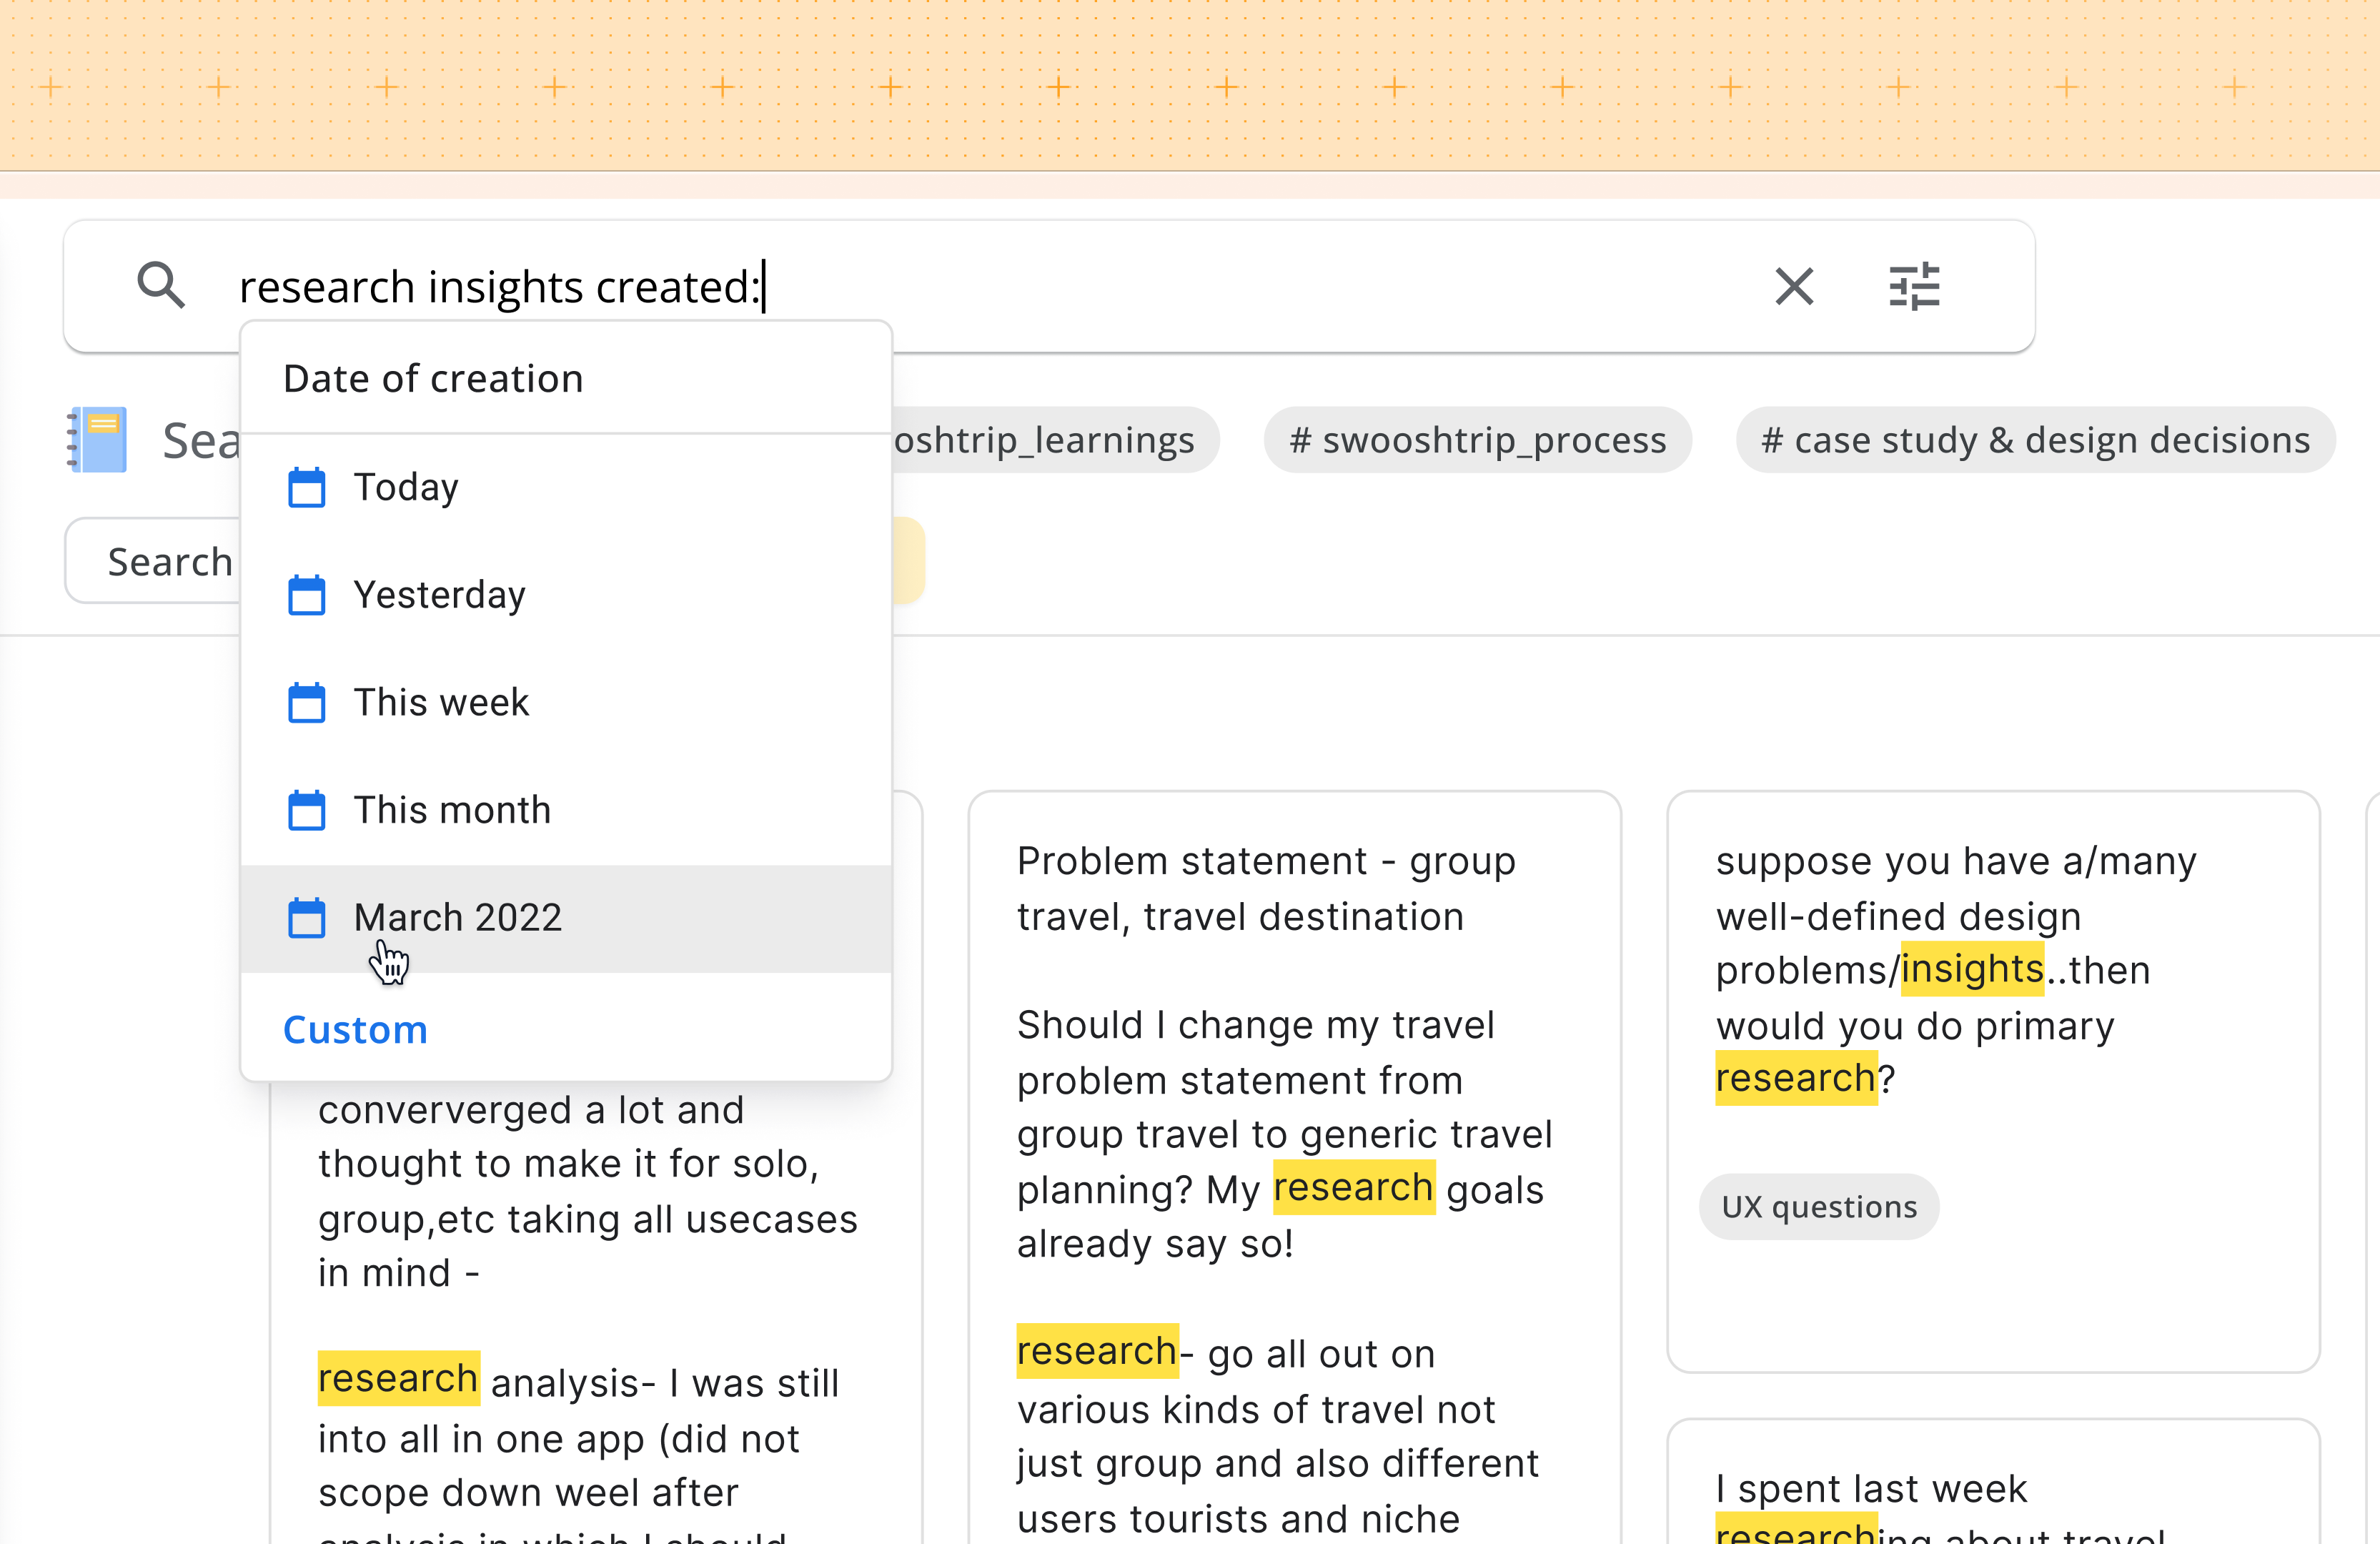 research insights created:
Date of creation
Today
Yesterday
This week
This month
March 2022
Custom
Sea
oshtrip_learnings
# swooshtrip_process
# case study & design decisions
Search
conververged a lot and
thought to make it for solo,
group,etc taking all usecases
in mind -
research analysis- I was still
into all in one app (did not
scope down weel after
analysis in which I should
Problem statement - group
travel, travel destination
Should I change my travel
problem statement from
group travel to generic travel
planning? My research goals
already say so!
research- go all out on
various kinds of travel not
just group and also different
users tourists and niche
suppose you have a/many
well-defined design
problems/insights..then
would you do primary
research?
UX questions
I spent last week
researching about travel